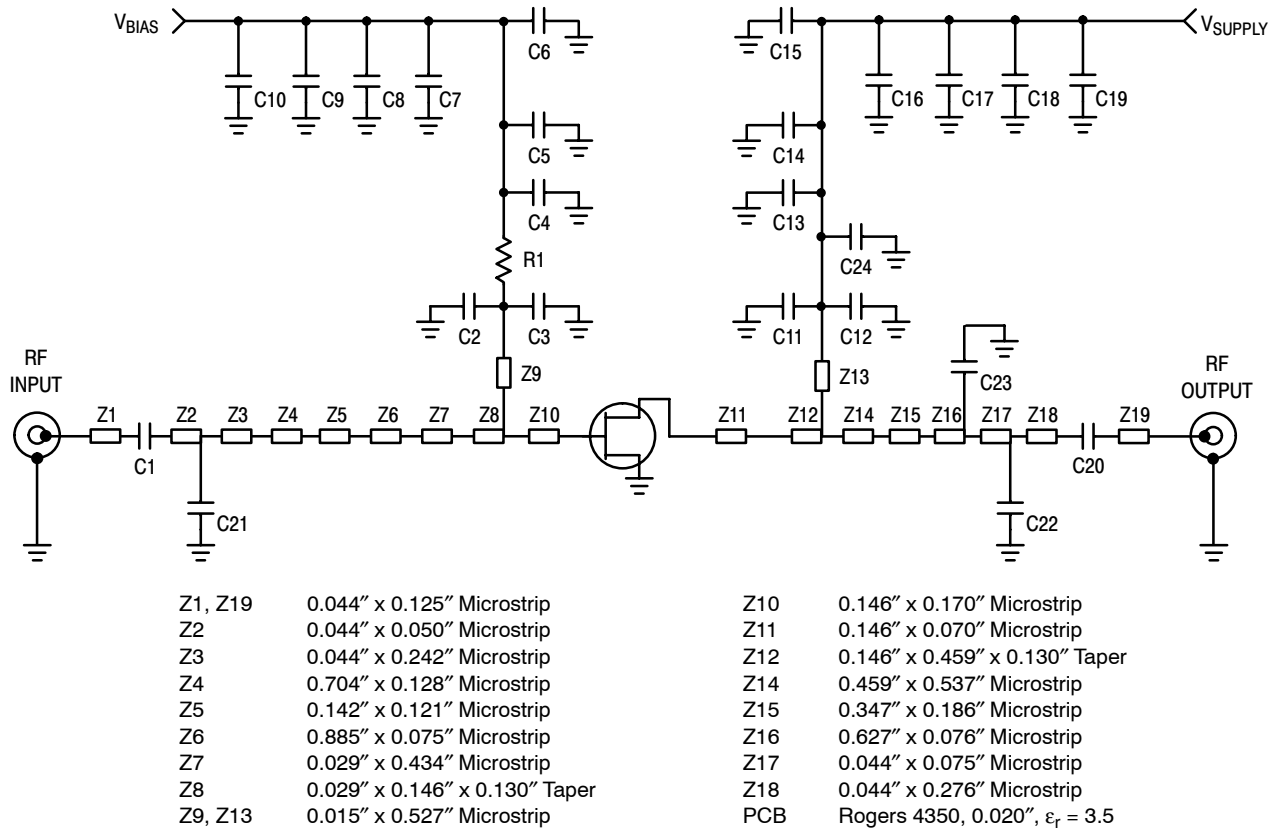 V_BIAS
C6
C15
V_SUPPLY
C10 C9 C8 C7
C16 C17 C18 C19
C5
C14
C4
C13
R1
C24
C2 C3
C11 C12
Z9
Z13
C23
RF
INPUT
RF
OUTPUT
Z1 Z2 Z3 Z4 Z5 Z6 Z7 Z8 Z10
Z11 Z12 Z14 Z15 Z16 Z17 Z18 Z19
C1
C20
C21
C22
Z1, Z19 0.044″ x 0.125″ Microstrip
Z2 0.044″ x 0.050″ Microstrip
Z3 0.044″ x 0.242″ Microstrip
Z4 0.704″ x 0.128″ Microstrip
Z5 0.142″ x 0.121″ Microstrip
Z6 0.885″ x 0.075″ Microstrip
Z7 0.029″ x 0.434″ Microstrip
Z8 0.029″ x 0.146″ x 0.130″ Taper
Z9, Z13 0.015″ x 0.527″ Microstrip
Z10 0.146″ x 0.170″ Microstrip
Z11 0.146″ x 0.070″ Microstrip
Z12 0.146″ x 0.459″ x 0.130″ Taper
Z14 0.459″ x 0.537″ Microstrip
Z15 0.347″ x 0.186″ Microstrip
Z16 0.627″ x 0.076″ Microstrip
Z17 0.044″ x 0.075″ Microstrip
Z18 0.044″ x 0.276″ Microstrip
PCB Rogers 4350, 0.020″, ε_r = 3.5